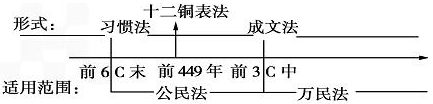 十二铜表法
形式： 习惯法 成文法
前6C末 前449年 前3C中
适用范围： 公民法 万民法